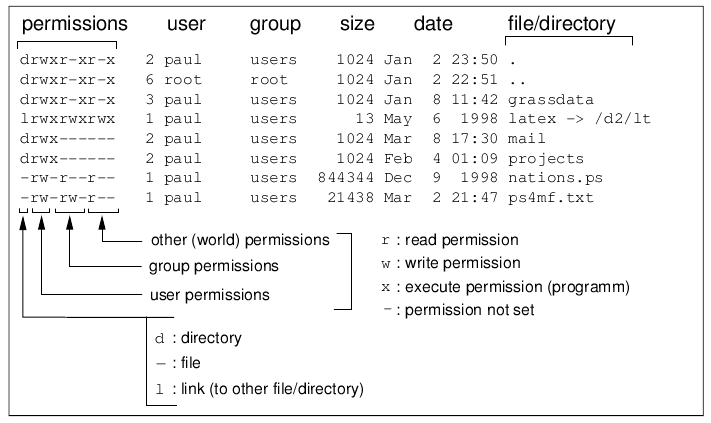 permissions user group size date file/directory
drwxr-xr-x 2 paul users 1024 Jan 2 23:50 .
drwxr-xr-x 6 root root 1024 Jan 2 22:51 ..
drwxr-xr-x 3 paul users 1024 Jan 8 11:42 grassdata
lrwxrwxrwx 1 paul users 13 May 6 1998 latex -> /d2/lt
drwx------ 2 paul users 1024 Mar 8 17:30 mail
drwx------ 2 paul users 1024 Feb 4 01:09 projects
-rw-r--r-- 1 paul users 844344 Dec 9 1998 nations.ps
-rw-rw-r-- 1 paul users 21438 Mar 2 21:47 ps4mf.txt
other (world) permissions
group permissions
user permissions
r : read permission
w : write permission
x : execute permission (programm)
- : permission not set
d : directory
- : file
l : link (to other file/directory)